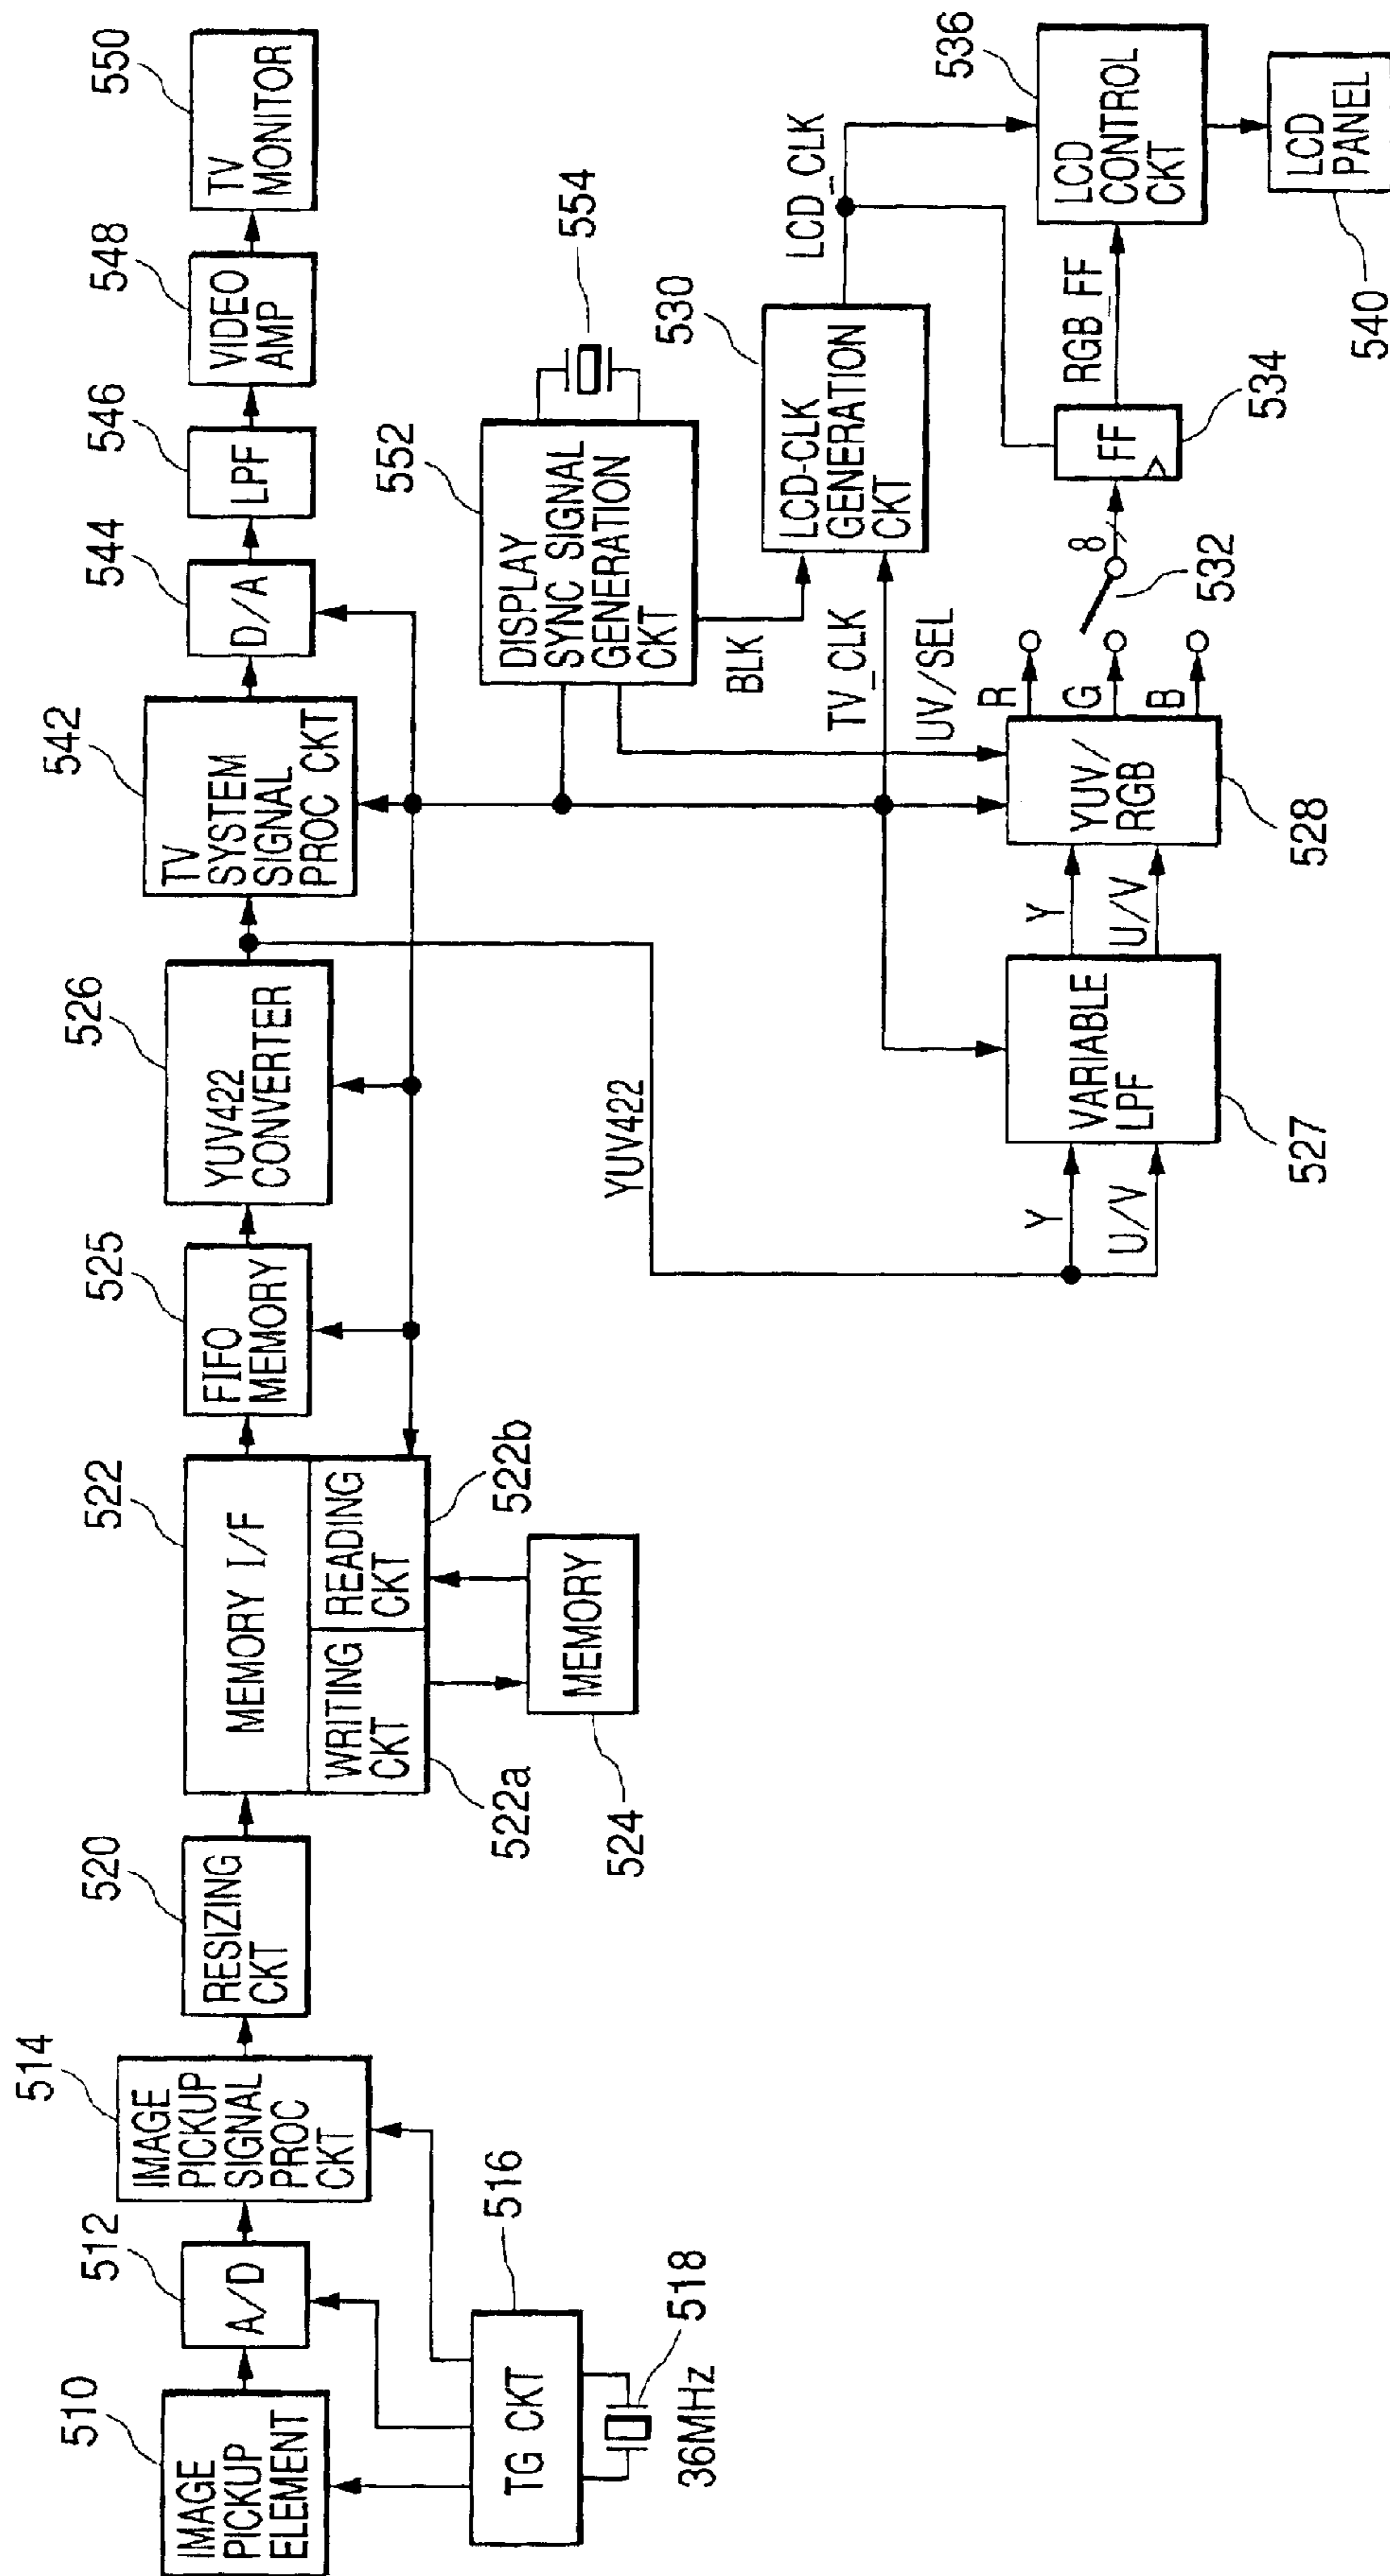 510
IMAGE
PICKUP
ELEMENT
512
A/D
514
IMAGE
PICKUP
SIGNAL
PROC
CKT
516
TG CKT
518
36MHz
520
RESIZING
CKT
522
MEMORY I/F
WRITING
CKT
READING
CKT
522a
522b
MEMORY
524
525
FIFO
MEMORY
526
YUV422
CONVERTER
542
TV
SYSTEM
SIGNAL
PROC CKT
544
D/A
546
LPF
548
VIDEO
AMP
550
TV
MONITOR
552
DISPLAY
SYNC SIGNAL
GENERATION
CKT
554
YUV422
BLK
TV_CLK
UV/SEL
530
LCD-CLK
GENERATION
CKT
LCD_CLK
Y
U/V
VARIABLE
LPF
527
Y
U/V
YUV/
RGB
528
R
G
B
532
8
FF
534
RGB_FF
536
LCD
CONTROL
CKT
LCD
PANEL
540